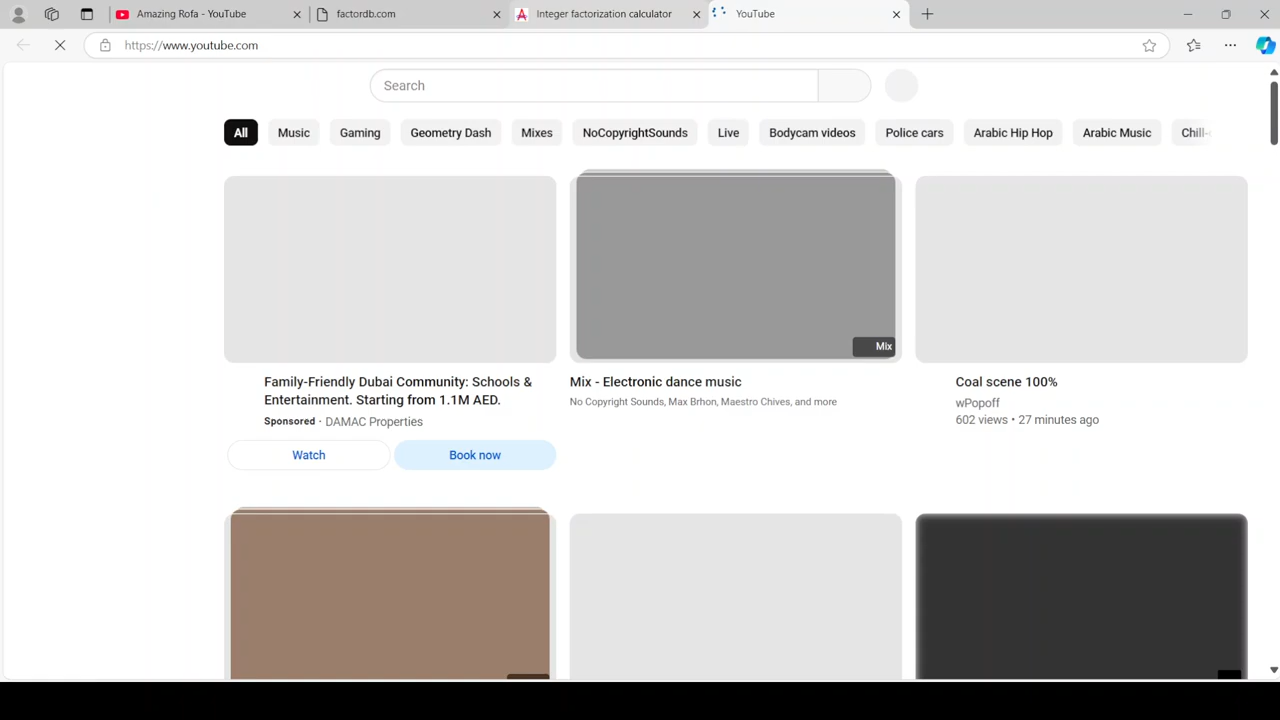 Amazing Rofa - YouTube
factordb.com
Integer factorization calculator
YouTube
https://www.youtube.com
Search
All
Music
Gaming
Geometry Dash
Mixes
NoCopyrightSounds
Live
Bodycam videos
Police cars
Arabic Hip Hop
Arabic Music
Chill-
Mix
Family-Friendly Dubai Community: Schools &
Entertainment. Starting from 1.1M AED.
Sponsored · DAMAC Properties
Watch
Book now
Mix - Electronic dance music
No Copyright Sounds, Max Brhon, Maestro Chives, and more
Coal scene 100%
wPopoff
602 views • 27 minutes ago